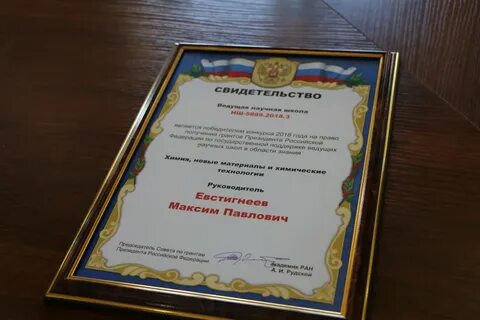 СВИДЕТЕЛЬСТВО
Ведущая научная школа
НШ-5889.2018.3
является победителем конкурса 2018 года на право
получения грантов Президента Российской
Федерации по государственной поддержке ведущих
научных школ в области знания
Химия, новые материалы и химические
технологии
Руководитель
Евстигнеев
Максим Павлович
Председатель Совета по грантам
Президента Российской Федерации
Академик РАН
А. И. Рудской